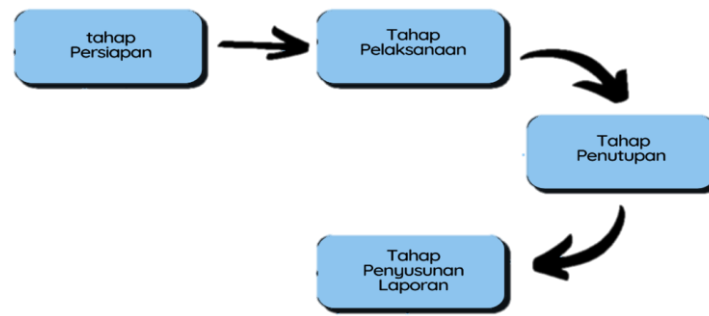 tahap
Persiapan
Tahap
Pelaksanaan
Tahap
Penutupan
Tahap
Penyusunan
Laporan